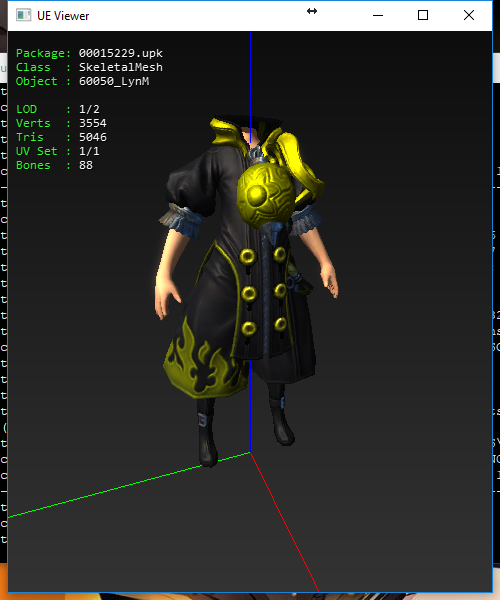 UE Viewer
Package: 00015229.upk
Class : SkeletalMesh
Object : 60050_LynM
LOD : 1/2
Verts : 3554
Tris : 5046
UV Set : 1/1
Bones : 88